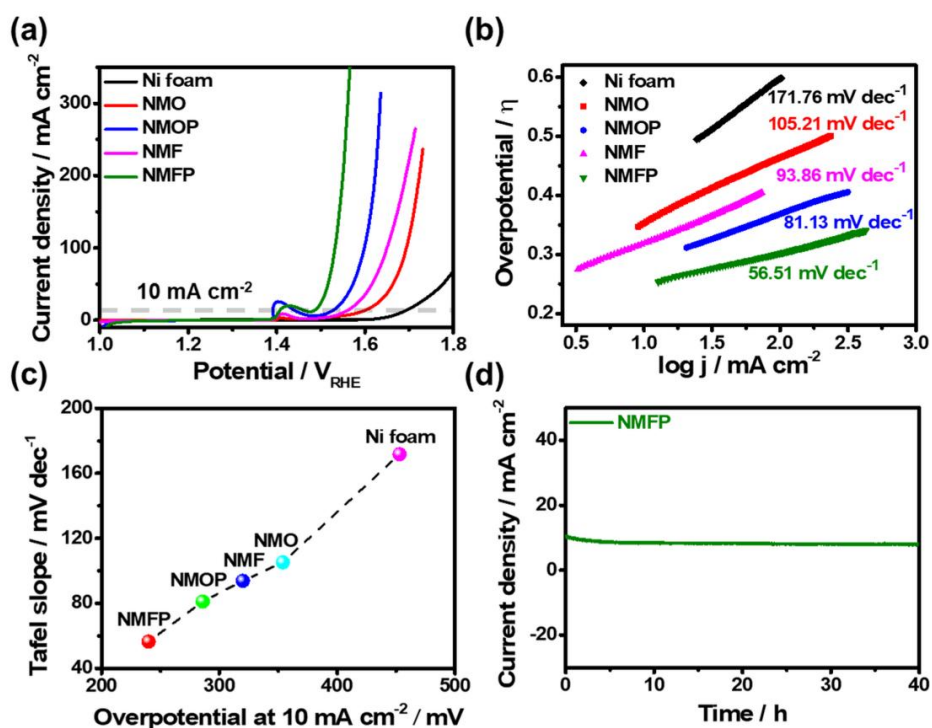 (a)
Current density / mA cm⁻²
300
200
100
0
Ni foam
NMO
NMOP
NMF
NMFP
10 mA cm⁻²
1.0 1.2 1.4 1.6 1.8
Potential / V_RHE
(b)
Overpotential / η
0.6
0.5
0.4
0.3
0.2
Ni foam
NMO
NMOP
NMF
NMFP
171.76 mV dec⁻¹
105.21 mV dec⁻¹
93.86 mV dec⁻¹
81.13 mV dec⁻¹
56.51 mV dec⁻¹
0.5 1.0 1.5 2.0 2.5 3.0
log j / mA cm⁻²
(c)
Tafel slope / mV dec⁻¹
200
160
120
80
40
Ni foam
NMO
NMF
NMOP
NMFP
200 300 400 500
Overpotential at 10 mA cm⁻² / mV
(d)
Current density / mA cm⁻²
40
20
0
-20
NMFP
0 10 20 30 40
Time / h